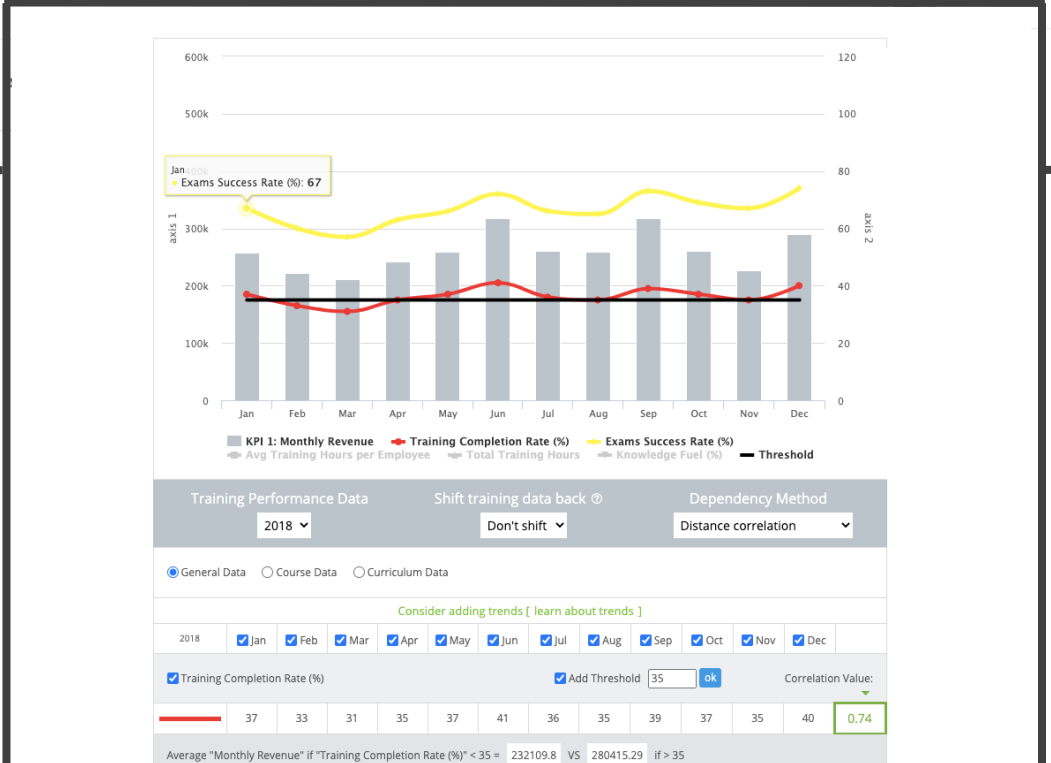 600k 120
500k 100
Jan
400k 80
Exams Success Rate (%): 67
axis 1
axis 2
300k 60
200k 40
100k 20
0 0
Jan Feb Mar Apr May Jun Jul Aug Sep Oct Nov Dec
KPI 1: Monthly Revenue Training Completion Rate (%) Exams Success Rate (%)
Avg Training Hours per Employee Total Training Hours Knowledge Fuel (%) Threshold
Training Performance Data Shift training data back ? Dependency Method
2018 Don't shift Distance correlation
General Data Course Data Curriculum Data
Consider adding trends [ learn about trends ]
2018 Jan Feb Mar Apr May Jun Jul Aug Sep Oct Nov Dec
Training Completion Rate (%) Add Threshold 35 ok Correlation Value:
37 33 31 35 37 41 36 35 39 37 35 40 0.74
Average "Monthly Revenue" if "Training Completion Rate (%)" < 35 = 232109.8 VS 280415.29 if > 35